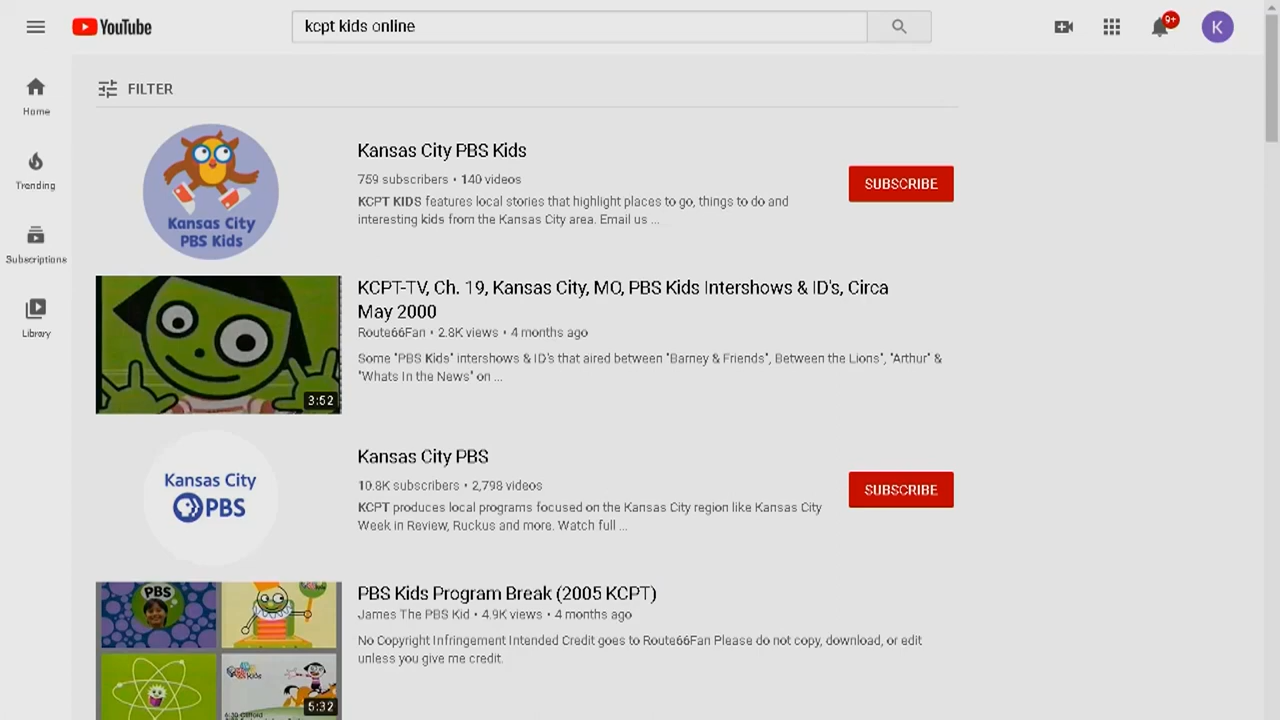 YouTube
kcpt kids online
9+
K
Home
Trending
Subscriptions
Library
FILTER
Kansas City
PBS Kids
Kansas City PBS Kids
759 subscribers • 140 videos
KCPT KIDS features local stories that highlight places to go, things to do and
interesting kids from the Kansas City area. Email us ...
SUBSCRIBE
3:52
KCPT-TV, Ch. 19, Kansas City, MO, PBS Kids Intershows & ID's, Circa
May 2000
Route66Fan • 2.8K views • 4 months ago
Some "PBS Kids" intershows & ID's that aired between "Barney & Friends", Between the Lions", "Arthur" &
"Whats In the News" on ...
Kansas City
PBS
Kansas City PBS
10.8K subscribers • 2,798 videos
KCPT produces local programs focused on the Kansas City region like Kansas City
Week in Review, Ruckus and more. Watch full ...
SUBSCRIBE
PBS
5:32
PBS Kids Program Break (2005 KCPT)
James The PBS Kid • 4.9K views • 4 months ago
No Copyright Infringement Intended Credit goes to Route66Fan Please do not copy, download, or edit
unless you give me credit.